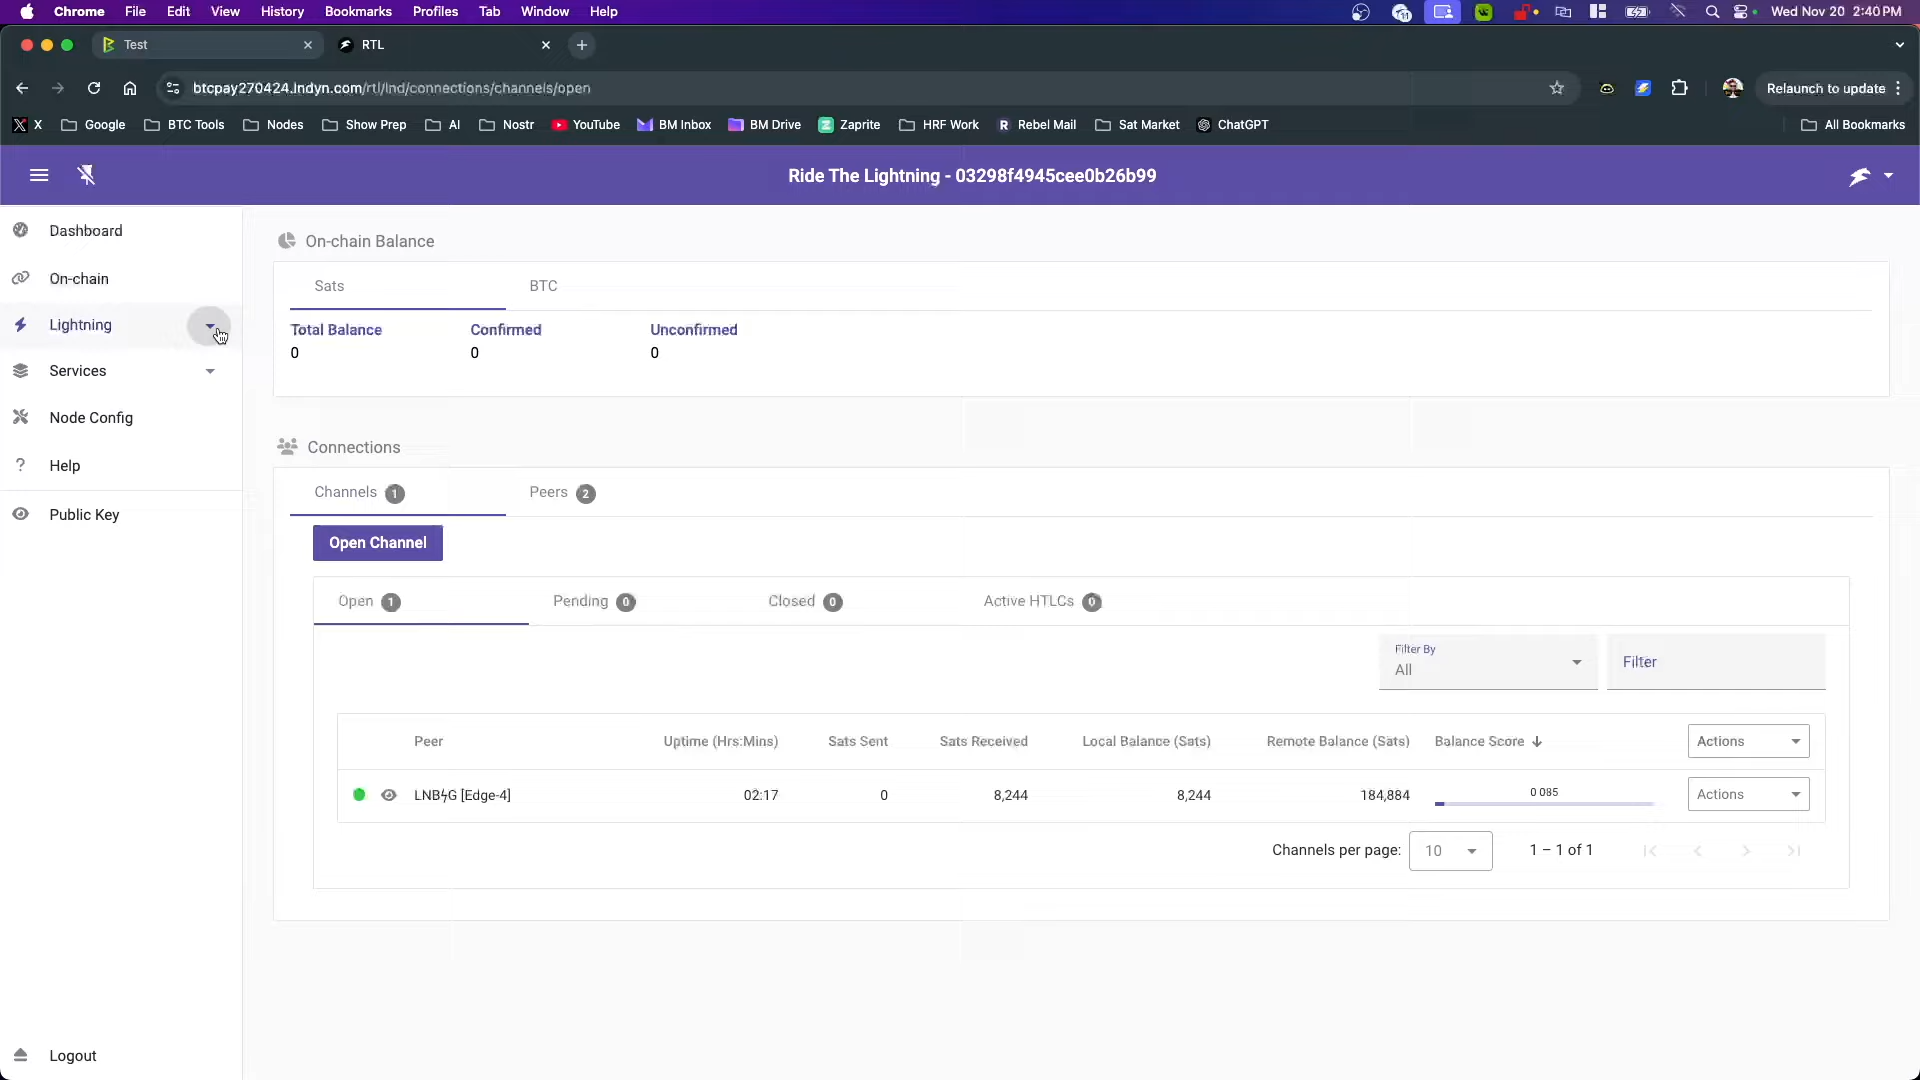 Chrome File Edit View History Bookmarks Profiles Tab Window Help 11 Wed Nov 20 2:40 PM
Test RTL
btcpay270424.lndyn.com/rtl/lnd/connections/channels/open Relaunch to update
X Google BTC Tools Nodes Show Prep AI Nostr YouTube BM Inbox BM Drive Zaprite HRF Work R Rebel Mail Sat Market ChatGPT All Bookmarks
Ride The Lightning - 03298f4945cee0b26b99
Dashboard
On-chain
Lightning
Services
Node Config
Help
Public Key
Logout
On-chain Balance
Sats BTC
Total Balance Confirmed Unconfirmed
0 0 0
Connections
Channels 1 Peers 2
Open Channel
Open 1 Pending 0 Closed 0 Active HTLCs 0
Filter By
All
Filter
Peer Uptime (Hrs:Mins) Sats Sent Sats Received Local Balance (Sats) Remote Balance (Sats) Balance Score Actions
LNBϟG [Edge-4] 02:17 0 8,244 8,244 184,884 0.085 Actions
Channels per page: 10 1 – 1 of 1